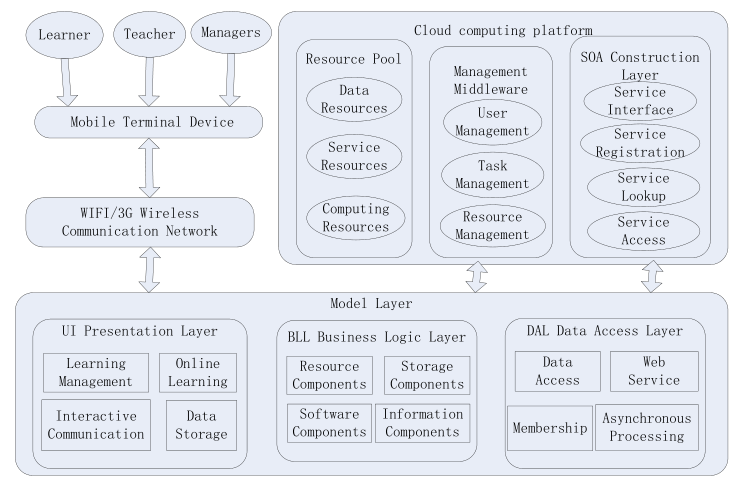 Learner
Teacher
Managers
Mobile Terminal Device
WIFI/3G Wireless
Communication Network
Cloud computing platform
Resource Pool
Data
Resources
Service
Resources
Computing
Resources
Management
Middleware
User
Management
Task
Management
Resource
Management
SOA Construction
Layer
Service
Interface
Service
Registration
Service
Lookup
Service
Access
Model Layer
UI Presentation Layer
Learning
Management
Online
Learning
Interactive
Communication
Data
Storage
BLL Business Logic Layer
Resource
Components
Storage
Components
Software
Components
Information
Components
DAL Data Access Layer
Data
Access
Web
Service
Membership
Asynchronous
Processing